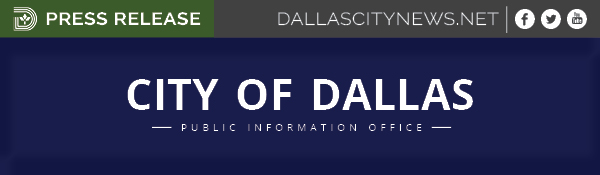 PRESS RELEASE
DALLASCITYNEWS.NET
CITY OF DALLAS
PUBLIC INFORMATION OFFICE